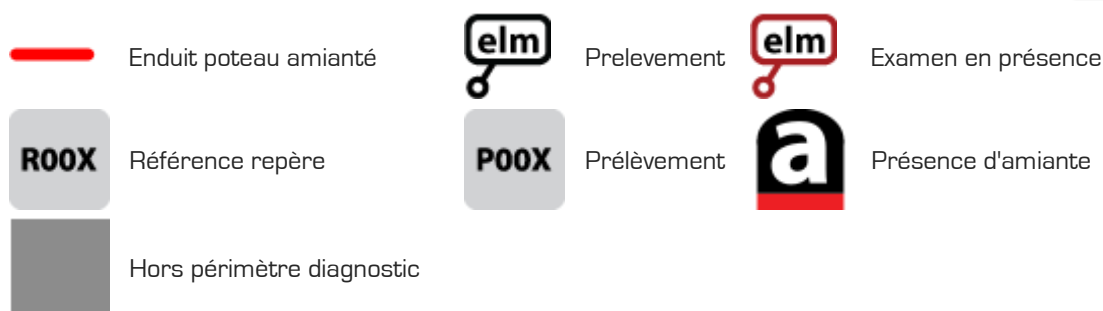 Enduit poteau amianté
elm
Prelevement
elm
Examen en présence
R00X
Référence repère
P00X
Prélèvement
a
Présence d'amiante
Hors périmètre diagnostic